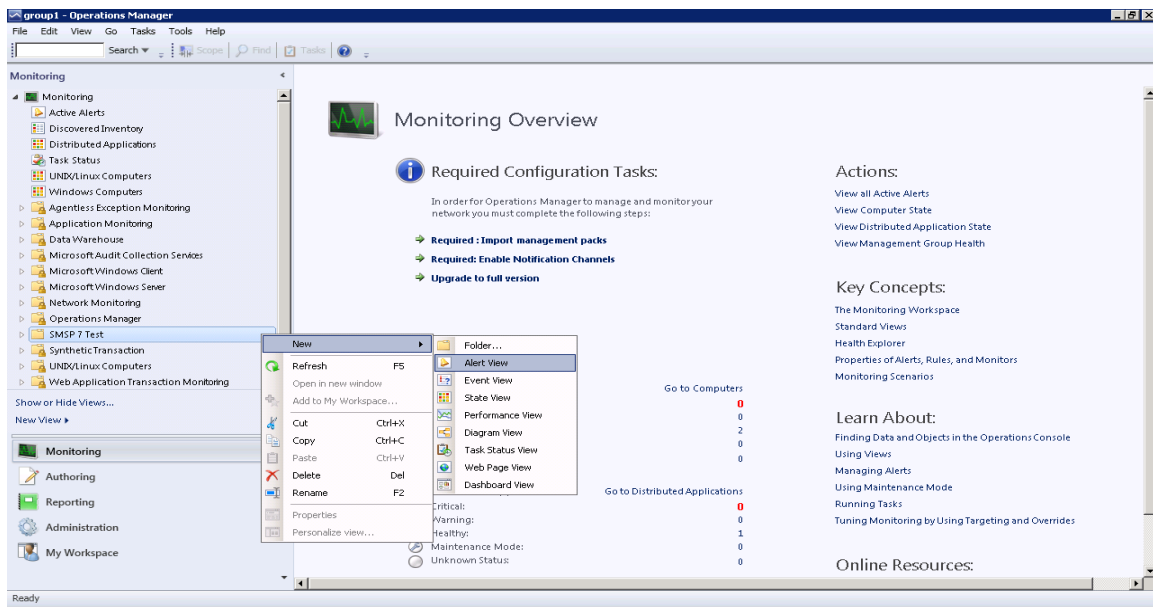 group1 - Operations Manager
File Edit View Go Tasks Tools Help
Search Scope Find Tasks
Monitoring
Monitoring
Active Alerts
Discovered Inventory
Distributed Applications
Task Status
UNIX/Linux Computers
Windows Computers
Agentless Exception Monitoring
Application Monitoring
Data Warehouse
Microsoft Audit Collection Services
Microsoft Windows Client
Microsoft Windows Server
Network Monitoring
Operations Manager
SMSP 7 Test
Synthetic Transaction
UNIX/Linux Computers
Web Application Transaction Monitoring
Show or Hide Views...
New View
Monitoring
Authoring
Reporting
Administration
My Workspace
New
Refresh F5
Open in new window
Add to My Workspace...
Cut Ctrl+X
Copy Ctrl+C
Paste Ctrl+V
Delete Del
Rename F2
Properties
Personalize view...
Folder...
Alert View
Event View
State View
Performance View
Diagram View
Task Status View
Web Page View
Dashboard View
Monitoring Overview
Required Configuration Tasks:
In order for Operations Manager to manage and monitor your
network you must complete the following steps:
Required : Import management packs
Required: Enable Notification Channels
Upgrade to full version
Go to Computers
0
0
2
0
0
Go to Distributed Applications
Critical: 0
Warning: 0
Healthy: 1
Maintenance Mode: 0
Unknown Status: 0
Actions:
View all Active Alerts
View Computer State
View Distributed Application State
View Management Group Health
Key Concepts:
The Monitoring Workspace
Standard Views
Health Explorer
Properties of Alerts, Rules, and Monitors
Monitoring Scenarios
Learn About:
Finding Data and Objects in the Operations Console
Using Views
Managing Alerts
Using Maintenance Mode
Running Tasks
Tuning Monitoring by Using Targeting and Overrides
Online Resources:
Ready